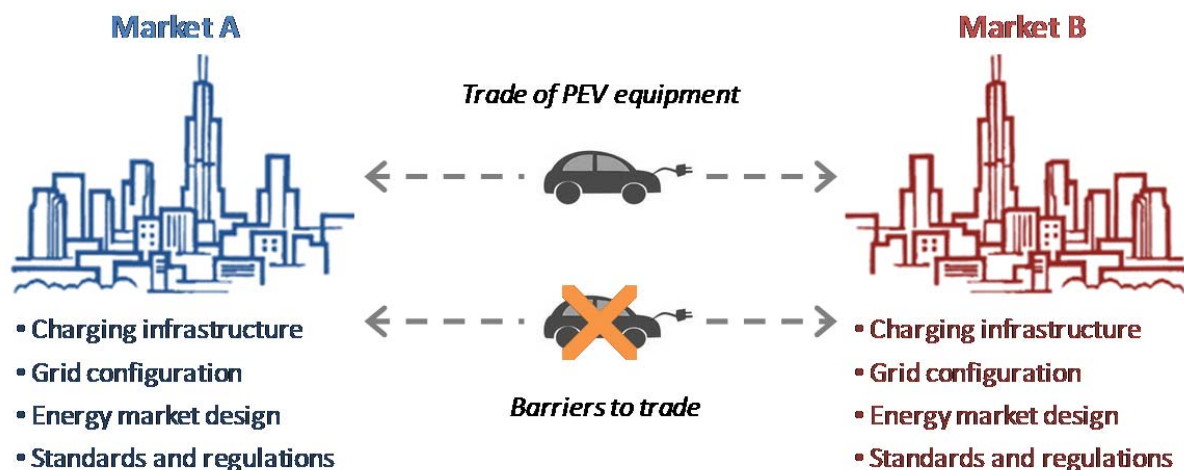 Market A
Market B
Trade of PEV equipment
Barriers to trade
▪ Charging infrastructure
▪ Grid configuration
▪ Energy market design
▪ Standards and regulations
▪ Charging infrastructure
▪ Grid configuration
▪ Energy market design
▪ Standards and regulations